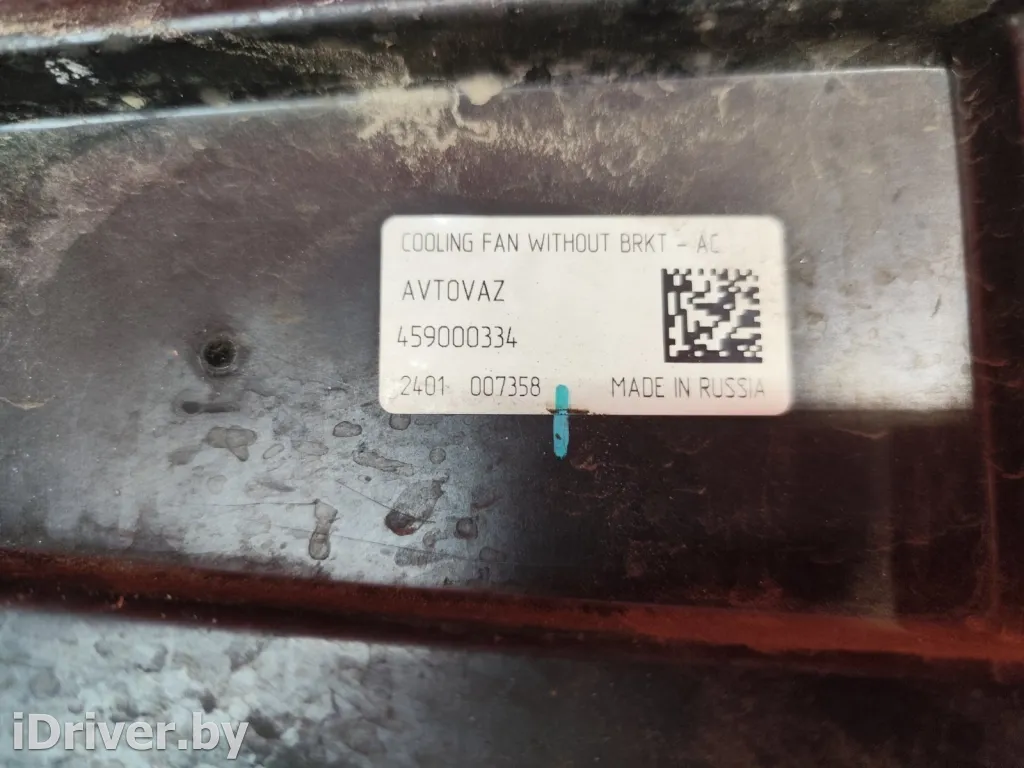 COOLING FAN WITHOUT BRKT - AC
AVTOVAZ
459000334
2401 007358 MADE IN RUSSIA
iDriver.by